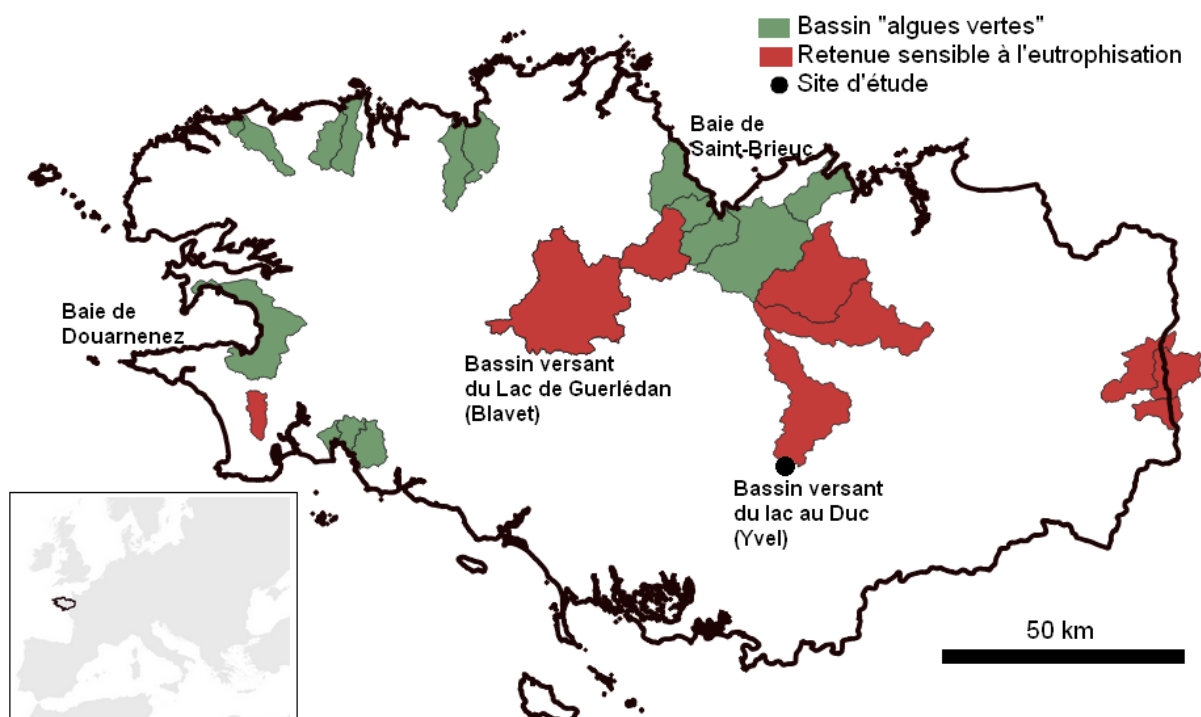 Bassin "algues vertes"
Retenue sensible à l'eutrophisation
Site d'étude
Baie de
Saint-Brieuc
Baie de
Douarnenez
Bassin versant
du Lac de Guerlédan
(Blavet)
Bassin versant
du lac au Duc
(Yvel)
50 km